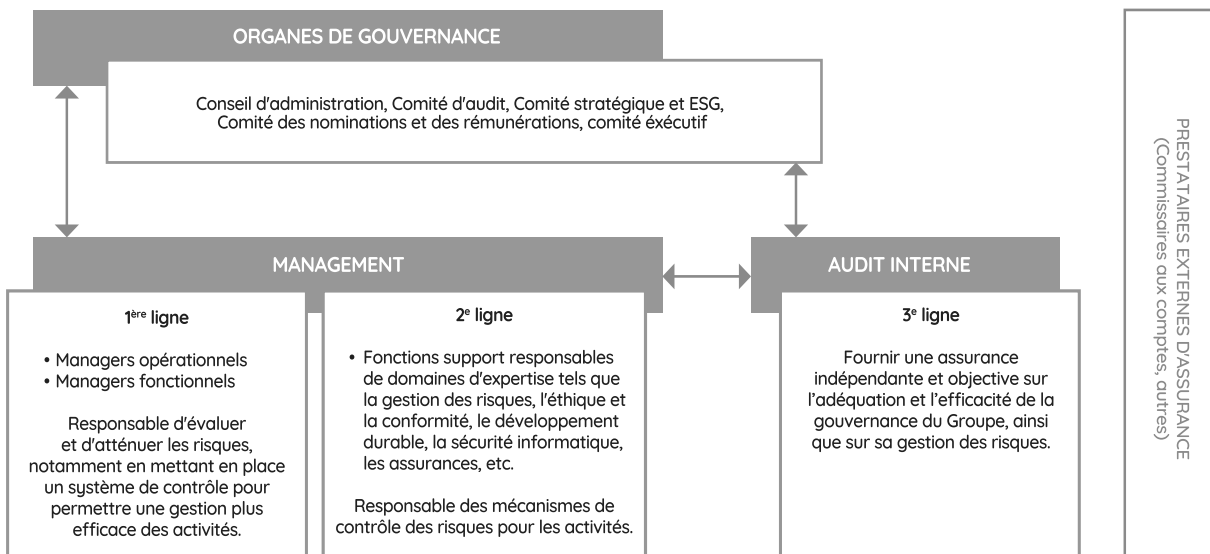 ORGANES DE GOUVERNANCE
Conseil d'administration, Comité d'audit, Comité stratégique et ESG,
Comité des nominations et des rémunérations, comité éxécutif
MANAGEMENT
1ère ligne
• Managers opérationnels
• Managers fonctionnels
Responsable d'évaluer
et d'atténuer les risques,
notamment en mettant en place
un système de contrôle pour
permettre une gestion plus
efficace des activités.
2e ligne
• Fonctions support responsables
de domaines d'expertise tels que
la gestion des risques, l'éthique et
la conformité, le développement
durable, la sécurité informatique,
les assurances, etc.
Responsable des mécanismes de
contrôle des risques pour les activités.
AUDIT INTERNE
3e ligne
Fournir une assurance
indépendante et objective sur
l’adéquation et l’efficacité de la
gouvernance du Groupe, ainsi
que sur sa gestion des risques.
PRESTATAIRES EXTERNES D'ASSURANCE
(Commissaires aux comptes, autres)